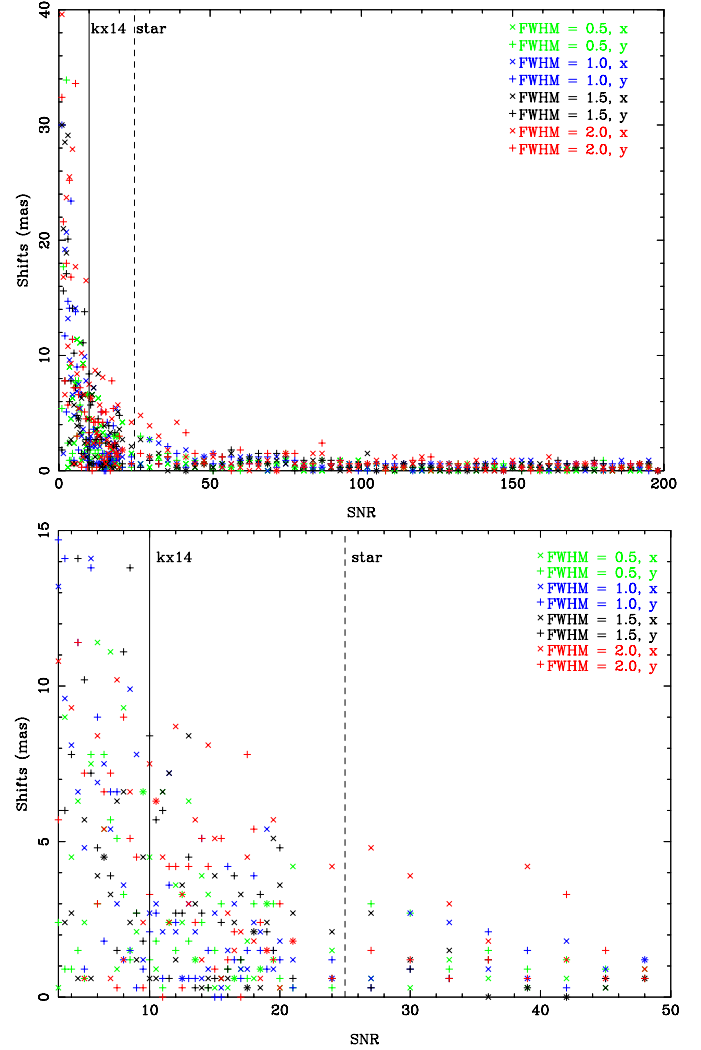 40
kx14 star
×FWHM = 0.5, x
+FWHM = 0.5, y
×FWHM = 1.0, x
+FWHM = 1.0, y
×FWHM = 1.5, x
+FWHM = 1.5, y
×FWHM = 2.0, x
+FWHM = 2.0, y
30
20
10
0
Shifts (mas)
0 50 100 150 200
SNR
15
kx14 star
×FWHM = 0.5, x
+FWHM = 0.5, y
×FWHM = 1.0, x
+FWHM = 1.0, y
×FWHM = 1.5, x
+FWHM = 1.5, y
×FWHM = 2.0, x
+FWHM = 2.0, y
10
5
0
Shifts (mas)
10 20 30 40 50
SNR